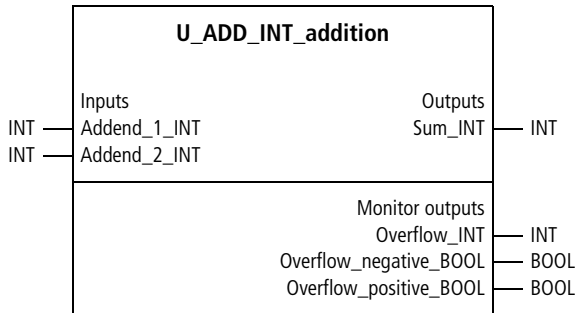 U_ADD_INT_addition
Inputs Outputs
INT Addend_1_INT Sum_INT INT
INT Addend_2_INT
Monitor outputs
Overflow_INT INT
Overflow_negative_BOOL BOOL
Overflow_positive_BOOL BOOL